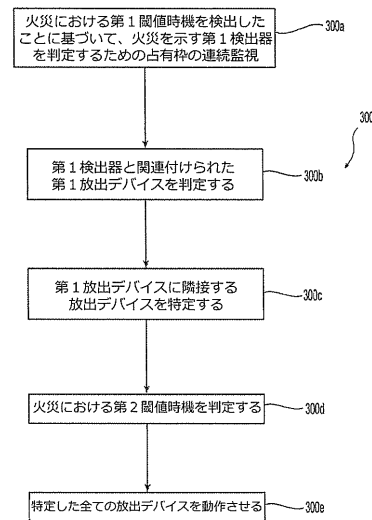 火災における第1閾値時機を検出した
ことに基づいて、火災を示す第1検出器
を判定するための占有枠の連続監視
300a
300
第1検出器と関連付けられた
第1放出デバイスを判定する
300b
第1放出デバイスに隣接する
放出デバイスを特定する
300c
火災における第2閾値時機を判定する
300d
特定した全ての放出デバイスを動作させる
300e